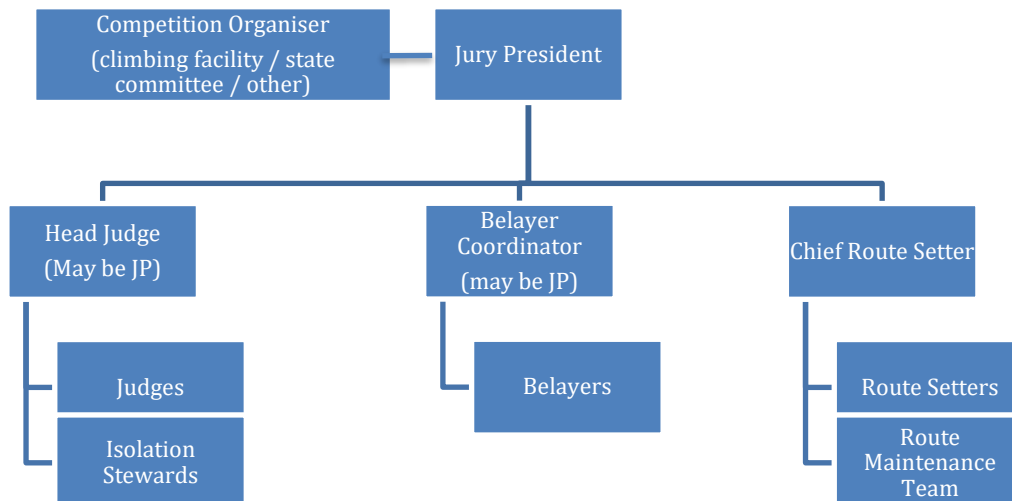 Competition Organiser
(climbing facility / state
committee / other)
Jury President
Head Judge
(May be JP)
Belayer
Coordinator
(may be JP)
Chief Route Setter
Judges
Isolation
Stewards
Belayers
Route Setters
Route
Maintenance
Team